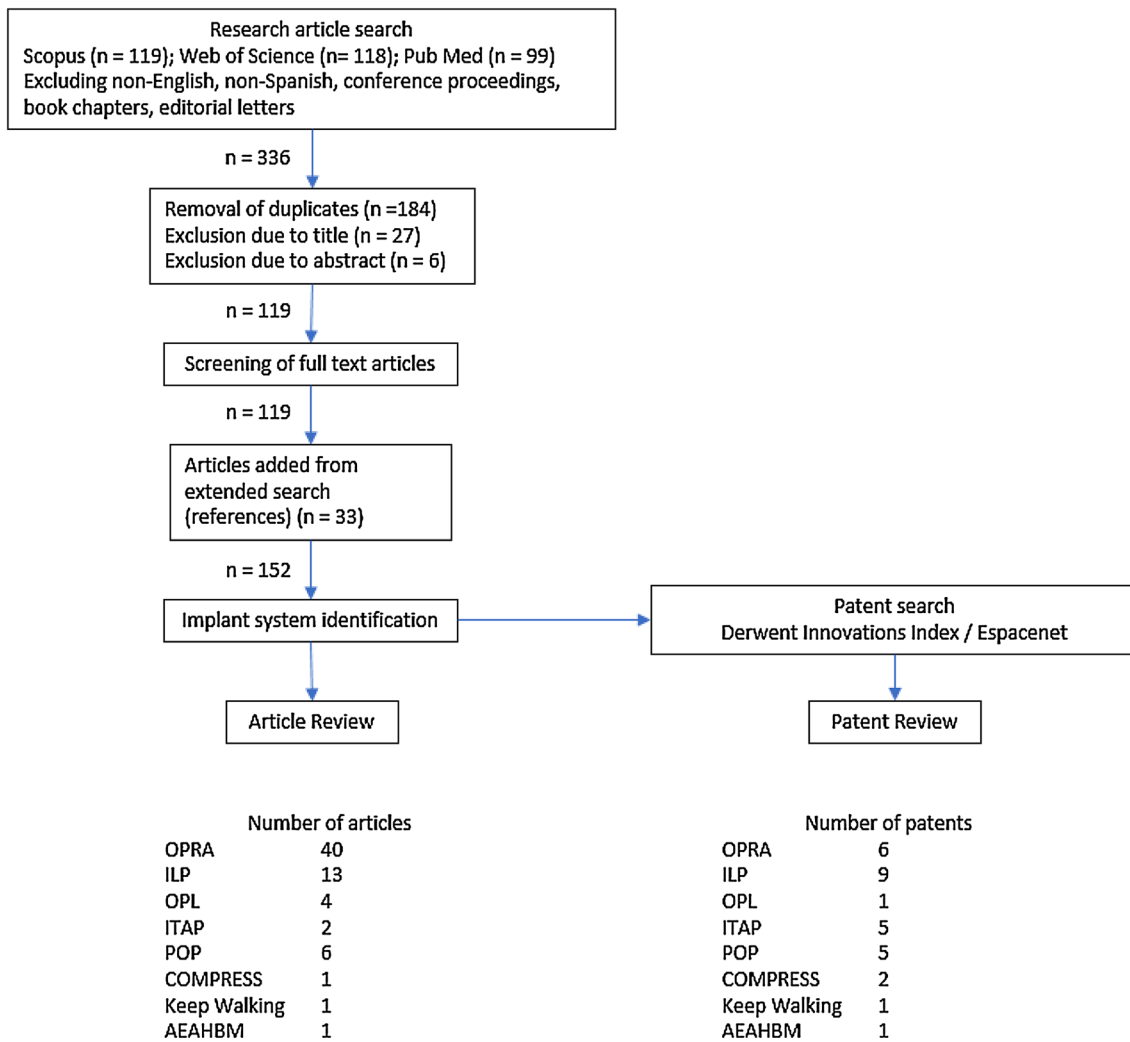 Research article search
Scopus (n = 119); Web of Science (n= 118); Pub Med (n = 99)
Excluding non-English, non-Spanish, conference proceedings,
book chapters, editorial letters
n = 336
Removal of duplicates (n =184)
Exclusion due to title (n = 27)
Exclusion due to abstract (n = 6)
n = 119
Screening of full text articles
n = 119
Articles added from
extended search
(references) (n = 33)
n = 152
Implant system identification
Patent search
Derwent Innovations Index / Espacenet
Article Review
Patent Review
Number of articles
OPRA 40
ILP 13
OPL 4
ITAP 2
POP 6
COMPRESS 1
Keep Walking 1
AEAHBM 1
Number of patents
OPRA 6
ILP 9
OPL 1
ITAP 5
POP 5
COMPRESS 2
Keep Walking 1
AEAHBM 1